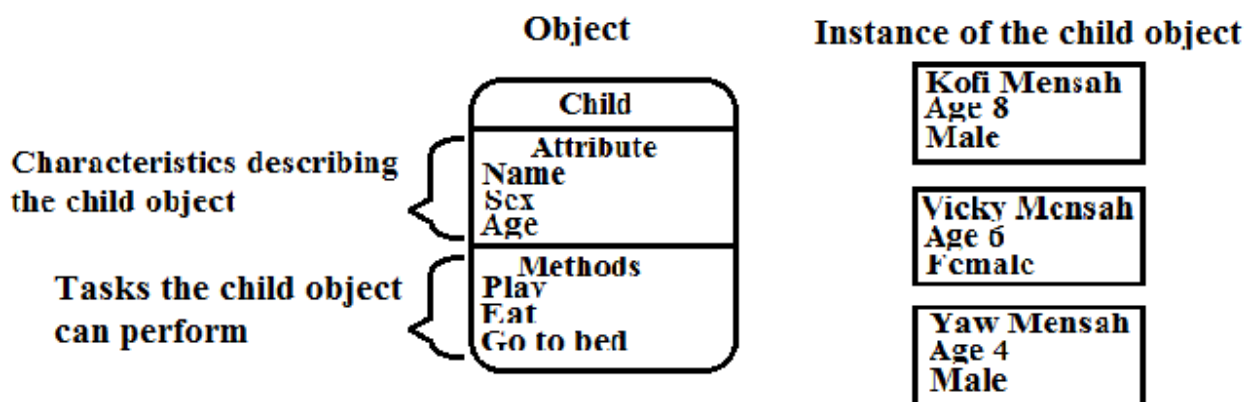 Object
Child
Attribute
Name
Sex
Age
Methods
Play
Eat
Go to bed
Characteristics describing
the child object
Tasks the child object
can perform
Instance of the child object
Kofi Mensah
Age 8
Male
Vicky Mensah
Age 6
Female
Yaw Mensah
Age 4
Male